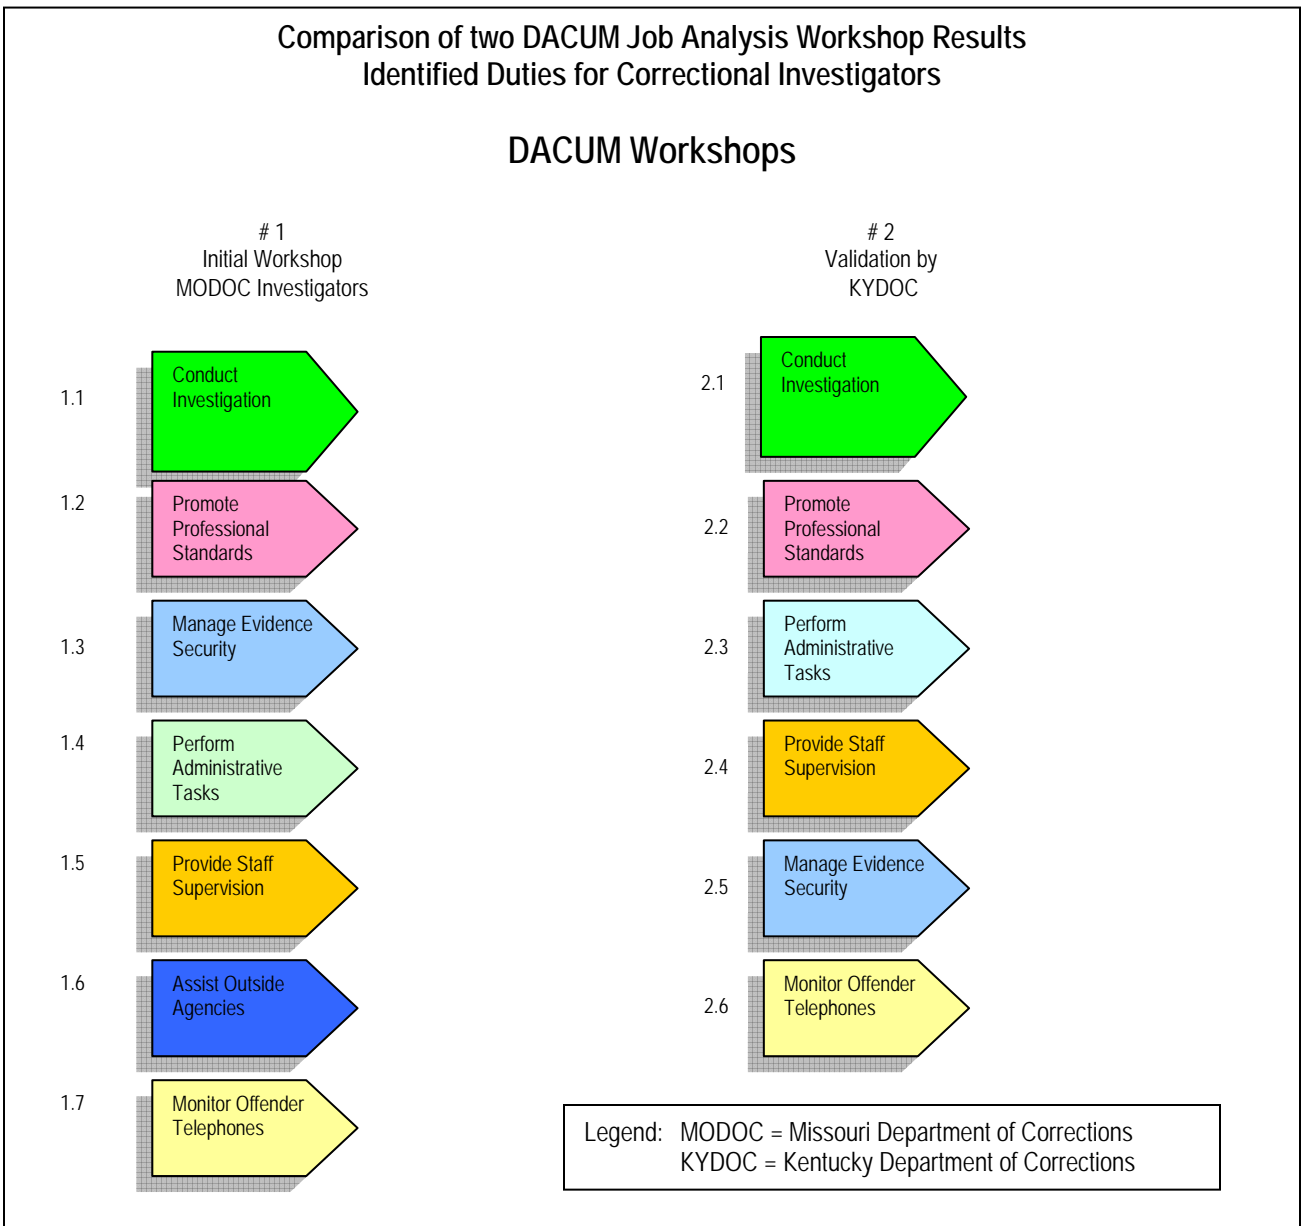 Comparison of two DACUM Job Analysis Workshop Results
Identified Duties for Correctional Investigators
DACUM Workshops
# 1
Initial Workshop
MODOC Investigators
1.1
Conduct
Investigation
1.2
Promote
Professional
Standards
1.3
Manage Evidence
Security
1.4
Perform
Administrative
Tasks
1.5
Provide Staff
Supervision
1.6
Assist Outside
Agencies
1.7
Monitor Offender
Telephones
# 2
Validation by
KYDOC
2.1
Conduct
Investigation
2.2
Promote
Professional
Standards
2.3
Perform
Administrative
Tasks
2.4
Provide Staff
Supervision
2.5
Manage Evidence
Security
2.6
Monitor Offender
Telephones
Legend: MODOC = Missouri Department of Corrections
KYDOC = Kentucky Department of Corrections